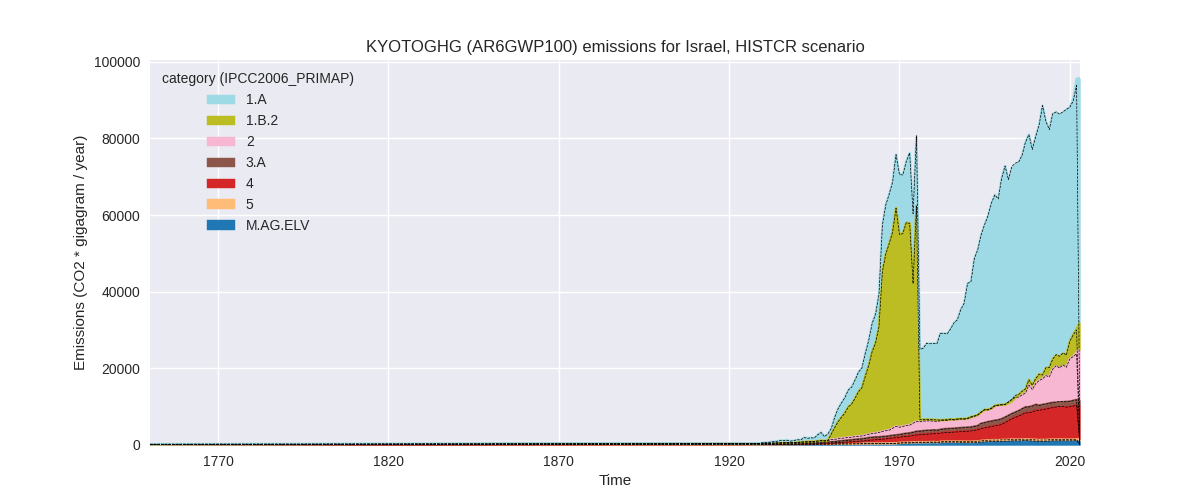 KYOTOGHG (AR6GWP100) emissions for Israel, HISTCR scenario
100000
80000
60000
40000
20000
0
Emissions (CO2 * gigagram / year)
category (IPCC2006_PRIMAP)
1.A
1.B.2
2
3.A
4
5
M.AG.ELV
1770
1820
1870
1920
1970
2020
Time